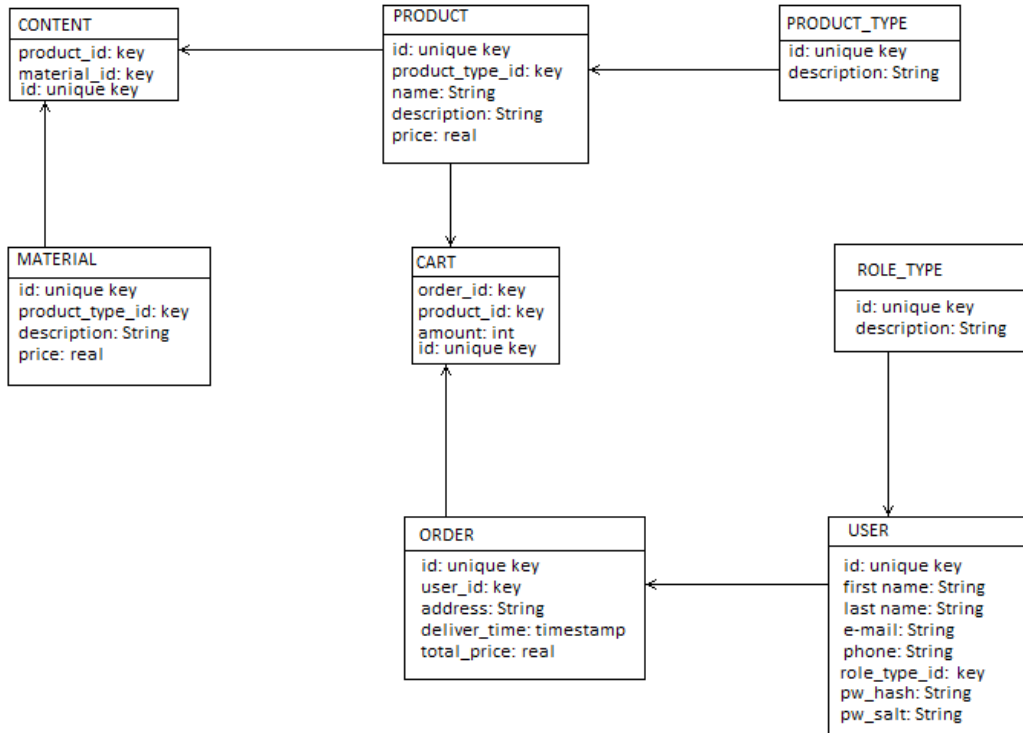 CONTENT
product_id: key
material_id: key
id: unique key
PRODUCT
id: unique key
product_type_id: key
name: String
description: String
price: real
PRODUCT_TYPE
id: unique key
description: String
MATERIAL
id: unique key
product_type_id: key
description: String
price: real
CART
order_id: key
product_id: key
amount: int
id: unique key
ROLE_TYPE
id: unique key
description: String
ORDER
id: unique key
user_id: key
address: String
deliver_time: timestamp
total_price: real
USER
id: unique key
first name: String
last name: String
e-mail: String
phone: String
role_type_id: key
pw_hash: String
pw_salt: String